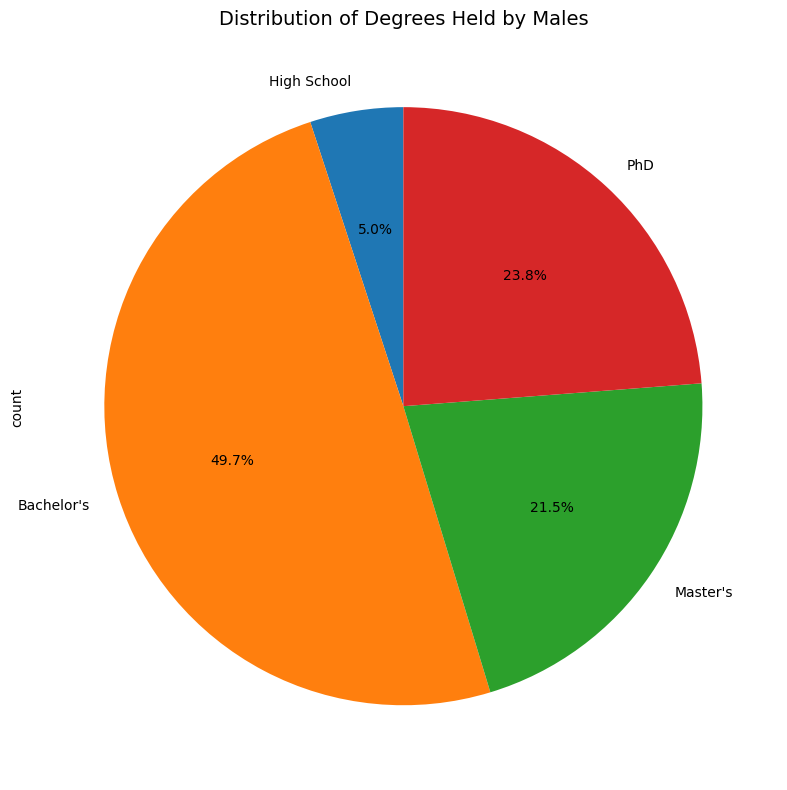 Distribution of Degrees Held by Males
High School
PhD
5.0%
23.8%
count
49.7%
Bachelor's
21.5%
Master's